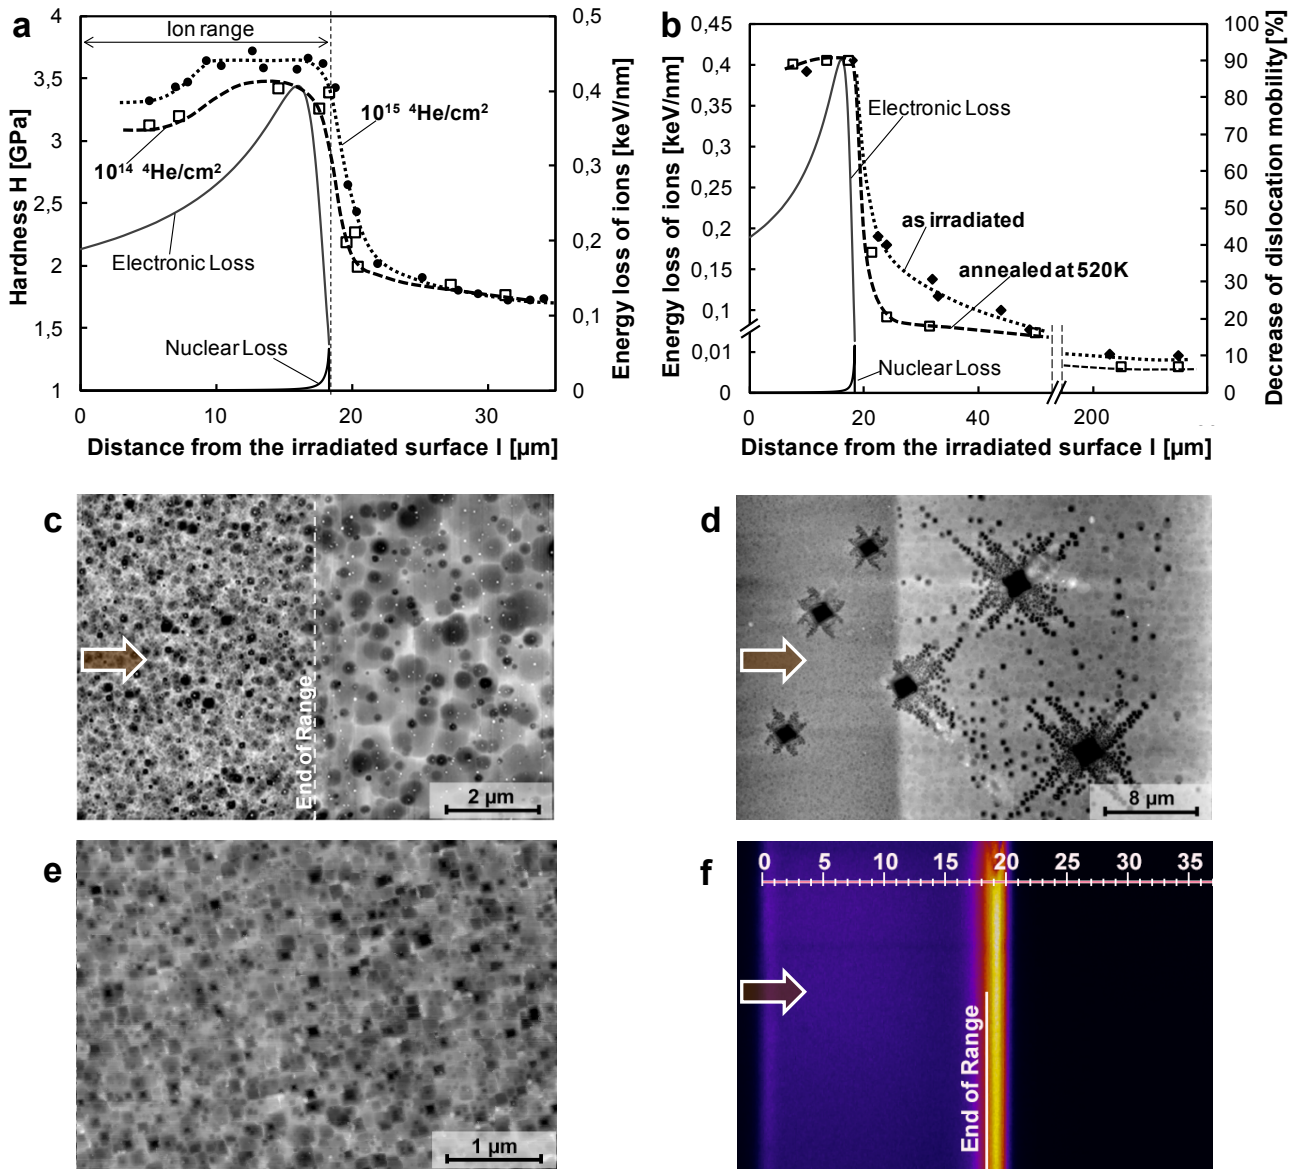 a
Ion range
4
3,5
3
2,5
2
1,5
1
Hardness H [GPa]
0,5
0,4
0,3
0,2
0,1
0
Energy loss of ions [keV/nm]
10¹⁵ ⁴He/cm²
10¹⁴ ⁴He/cm²
Electronic Loss
Nuclear Loss
0 10 20 30
Distance from the irradiated surface l [µm]
b
0,45
0,4
0,35
0,3
0,25
0,2
0,15
0,1
0,01
0
Energy loss of ions [keV/nm]
100
90
80
70
60
50
40
30
20
10
0
Decrease of dislocation mobility [%]
Electronic Loss
as irradiated
annealed at 520K
Nuclear Loss
0 20 40 200
Distance from the irradiated surface l [µm]
c
End of Range
2 µm
d
8 µm
e
1 µm
f
0 5 10 15 20 25 30 35
End of Range